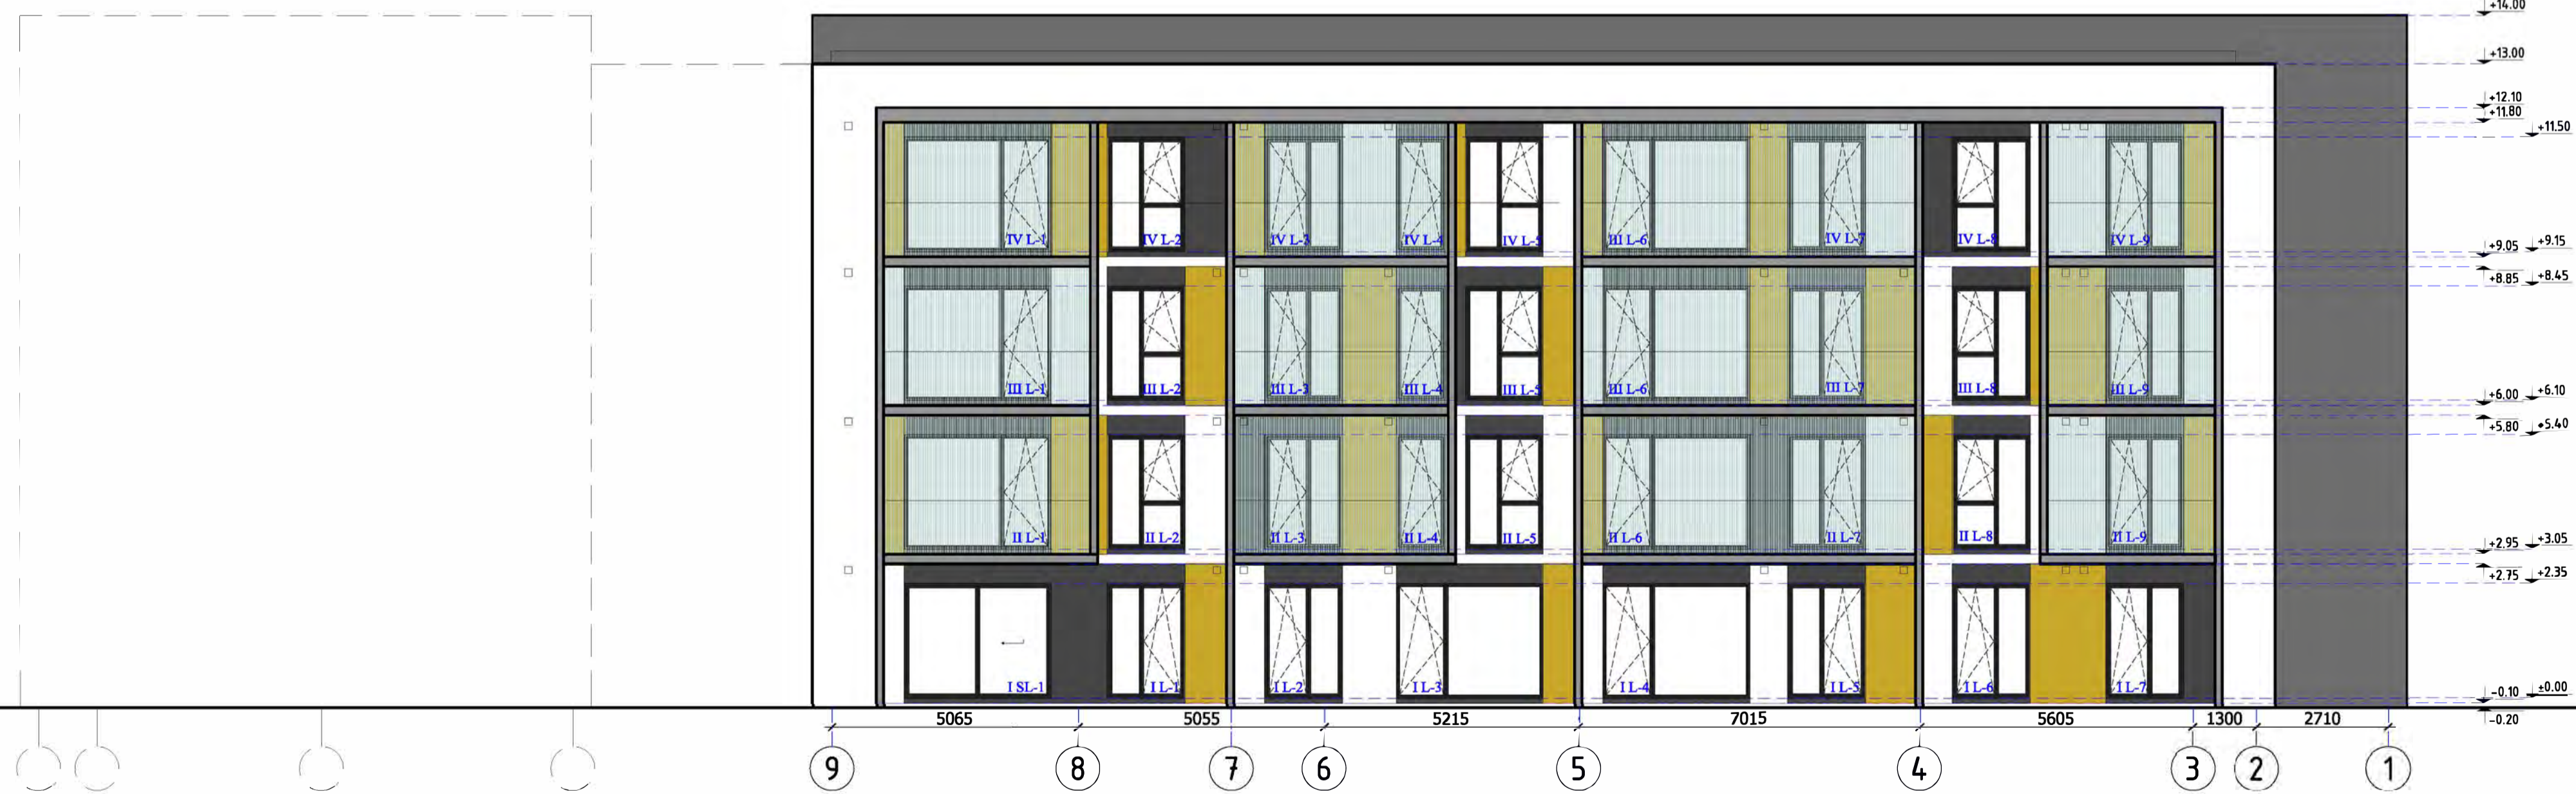 +14.00
+13.00
+12.10
+11.80
+11.50
IV L-1 IV L-2 IV L-3 IV L-4 IV L-5 III L-6 IV L-7 IV L-8 IV L-9
+9.05 +9.15
+8.85 +8.45
III L-1 III L-2 III L-3 III L-4 III L-5 III L-6 III L-7 III L-8 III L-9
+6.00 +6.10
+5.80 +5.40
II L-1 II L-2 II L-3 II L-4 II L-5 II L-6 II L-7 II L-8 II L-9
+2.95 +3.05
+2.75 +2.35
I SL-1 I L-1 I L-2 I L-3 I L-4 I L-5 I L-6 I L-7
-0.10 ±0.00
-0.20
5065 5055 5215 7015 5605 1300 2710
9 8 7 6 5 4 3 2 1